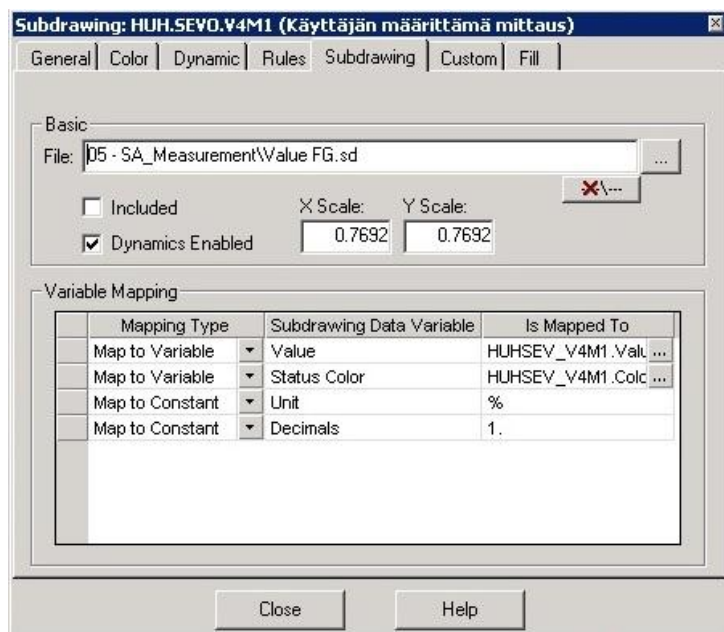 Subdrawing: HUH.SEVO.V4M1 (Käyttäjän määrittämä mittaus)
General Color Dynamic Rules Subdrawing Custom Fill
Basic
File: 05 - SA_Measurement\Value FG.sd ...
\---
Included X Scale: Y Scale:
Dynamics Enabled 0.7692 0.7692
Variable Mapping
Mapping Type Subdrawing Data Variable Is Mapped To
Map to Variable Value HUHSEV_V4M1.Valu ...
Map to Variable Status Color HUHSEV_V4M1.Colc ...
Map to Constant Unit %
Map to Constant Decimals 1.
Close Help